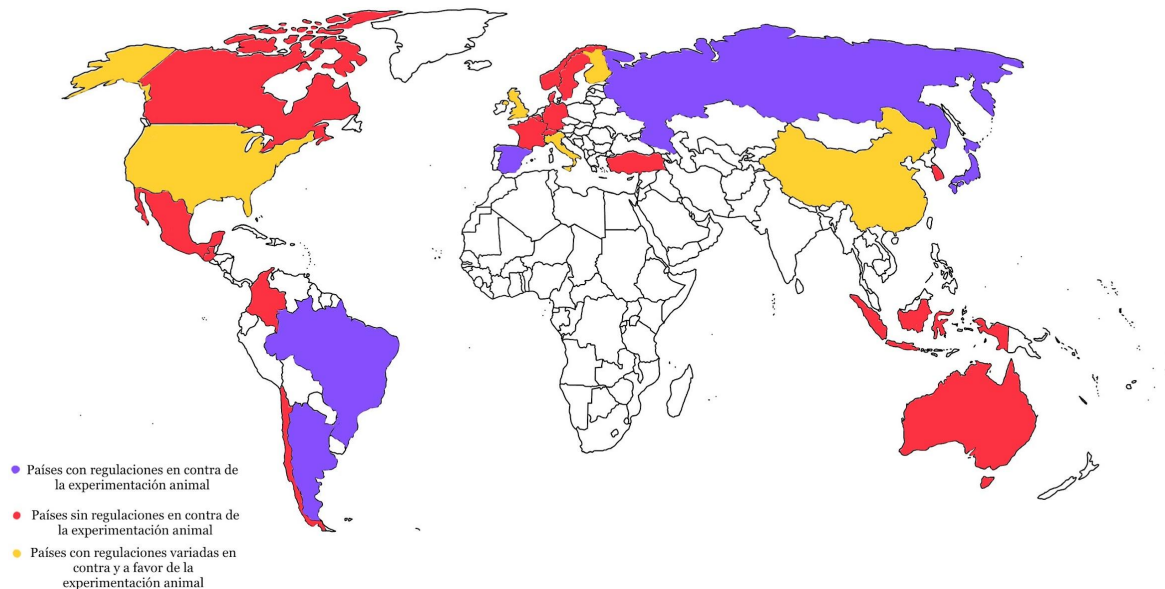 Países con regulaciones en contra de
la experimentación animal
Países sin regulaciones en contra de
la experimentación animal
Países con regulaciones variadas en
contra y a favor de la
experimentación animal